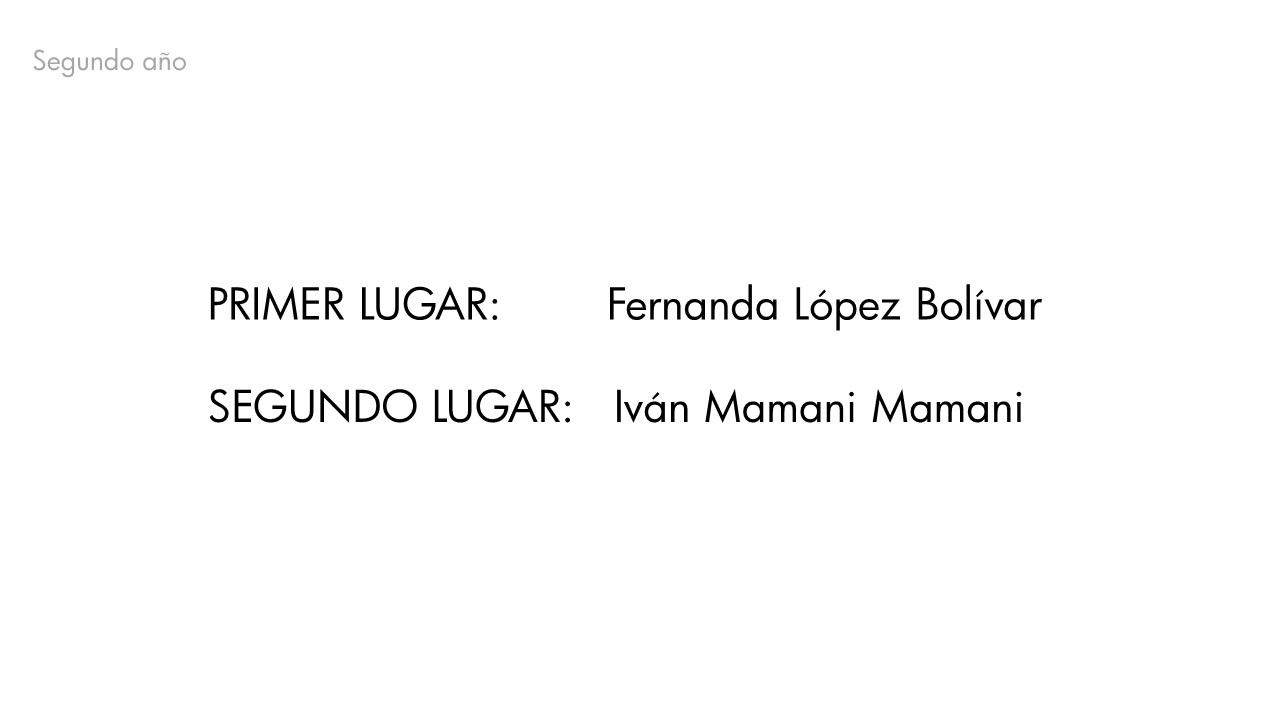 Segundo año
PRIMER LUGAR: Fernanda López Bolívar
SEGUNDO LUGAR: Iván Mamani Mamani